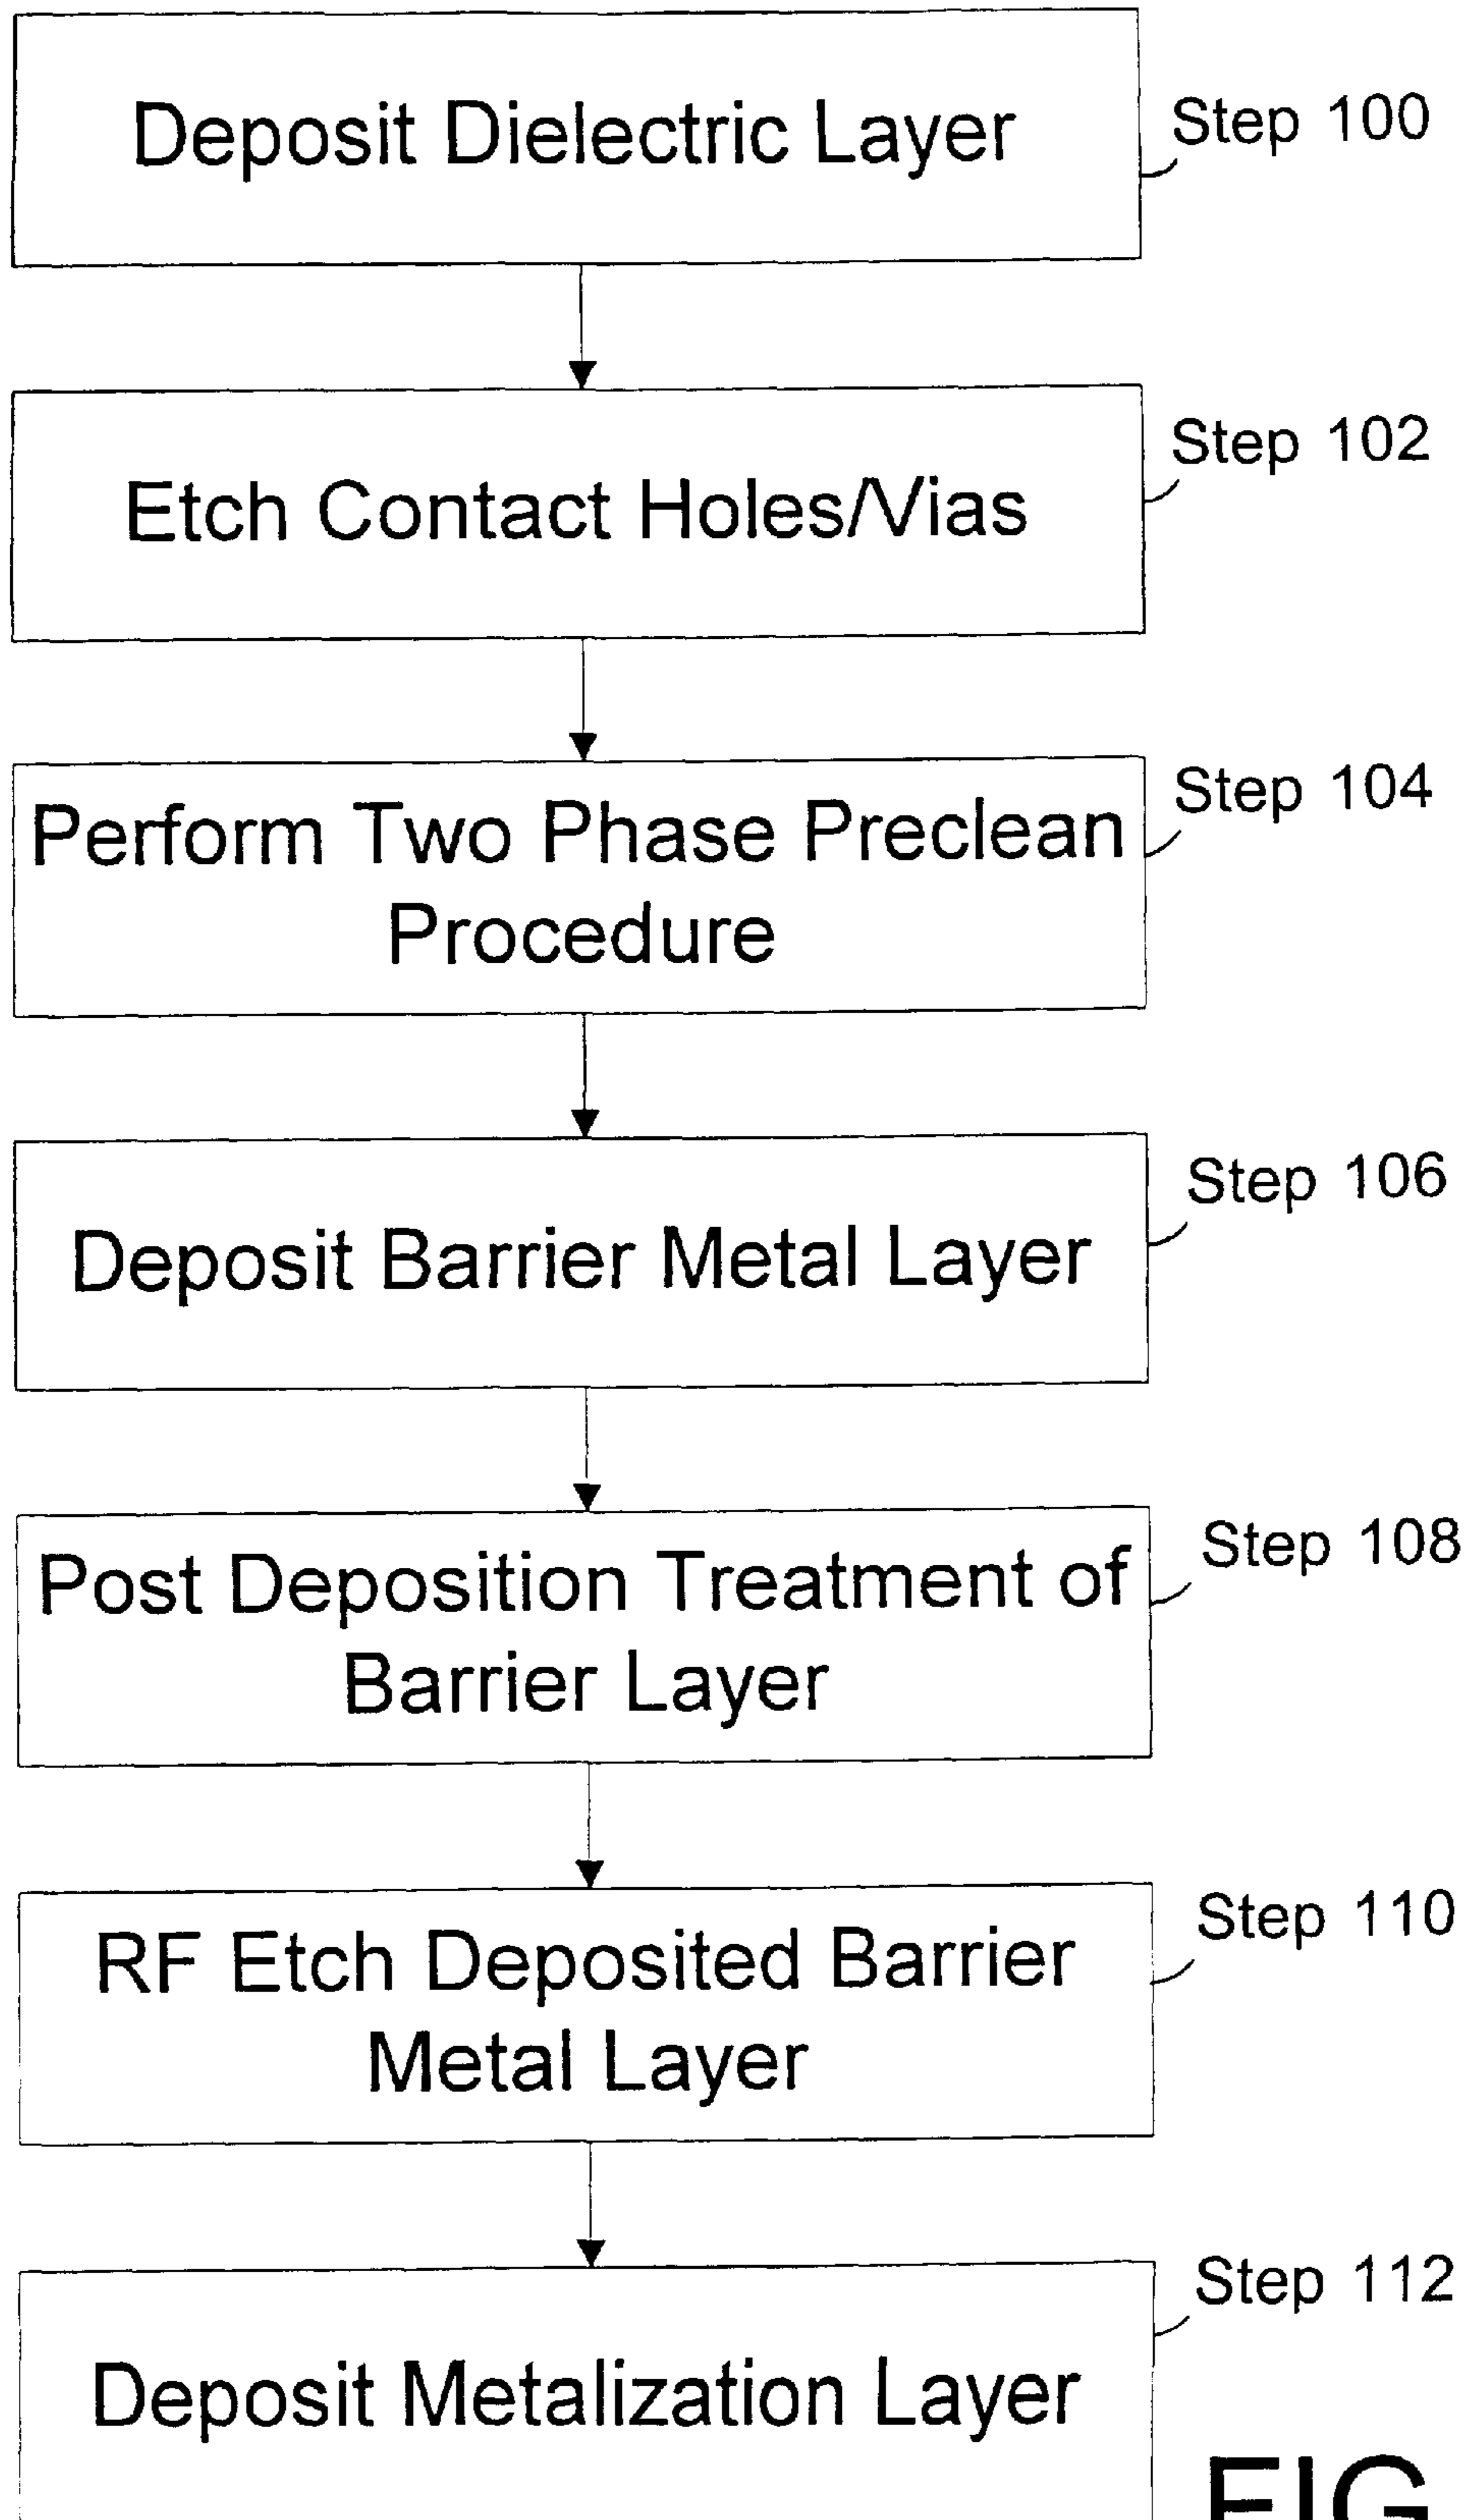 Deposit Dielectric Layer
Step 100
Etch Contact Holes/Vias
Step 102
Perform Two Phase Preclean
Procedure
Step 104
Deposit Barrier Metal Layer
Step 106
Post Deposition Treatment of
Barrier Layer
Step 108
RF Etch Deposited Barrier
Metal Layer
Step 110
Deposit Metalization Layer
Step 112
FIG